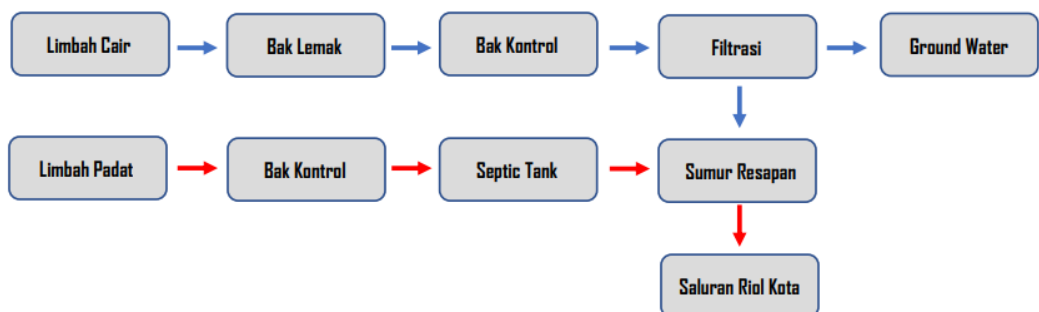 Limbah Cair
Bak Lemak
Bak Kontrol
Filtrasi
Ground Water
Limbah Padat
Bak Kontrol
Septic Tank
Sumur Resapan
Saluran Riol Kota